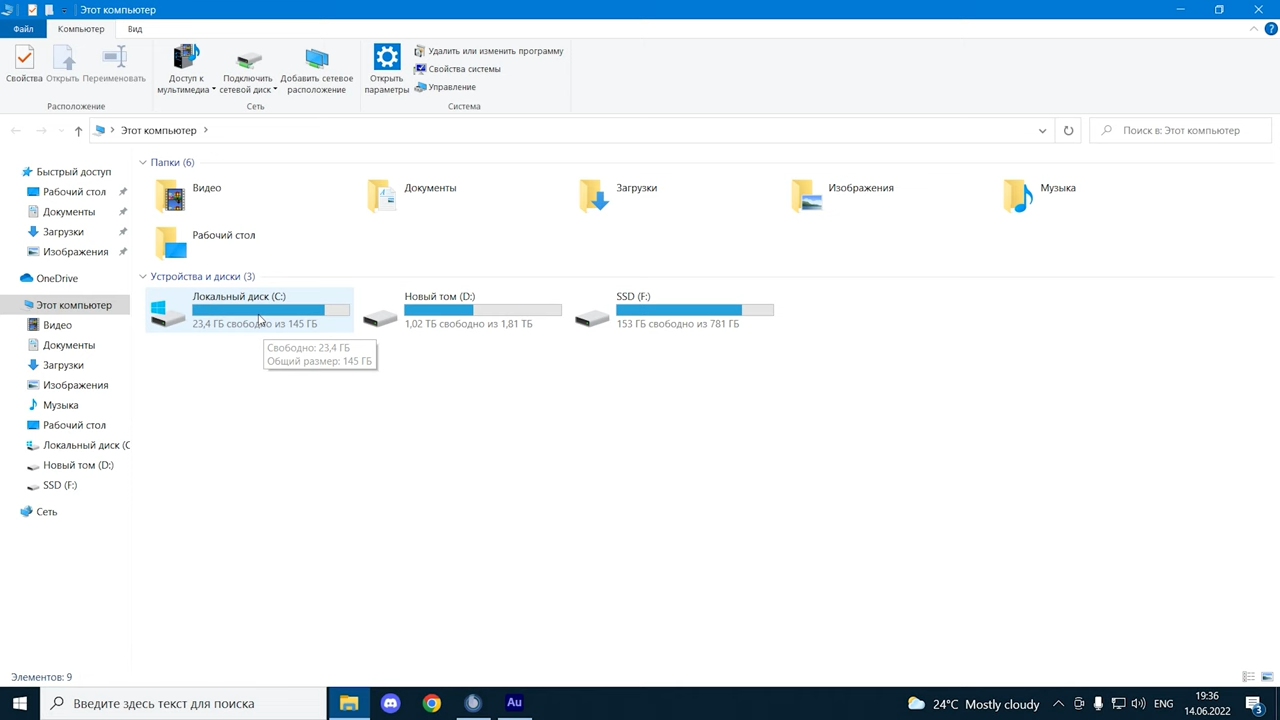 Этот компьютер
Файл
Компьютер
Вид
Свойства
Открыть
Переименовать
Расположение
Доступ к
мультимедиа
Подключить
сетевой диск
Добавить сетевое
расположение
Сеть
Открыть
параметры
Удалить или изменить программу
Свойства системы
Управление
Система
Этот компьютер
Поиск в: Этот компьютер
Быстрый доступ
Рабочий стол
Документы
Загрузки
Изображения
OneDrive
Этот компьютер
Видео
Документы
Загрузки
Изображения
Музыка
Рабочий стол
Локальный диск (C
Новый том (D:)
SSD (F:)
Сеть
Папки (6)
Видео
Документы
Загрузки
Изображения
Музыка
Рабочий стол
Устройства и диски (3)
Локальный диск (C:)
23,4 ГБ свободно из 145 ГБ
Новый том (D:)
1,02 ТБ свободно из 1,81 ТБ
SSD (F:)
153 ГБ свободно из 781 ГБ
Свободно: 23,4 ГБ
Общий размер: 145 ГБ
Элементов: 9
Введите здесь текст для поиска
Au
24°C Mostly cloudy
ENG
19:36
14.06.2022
3